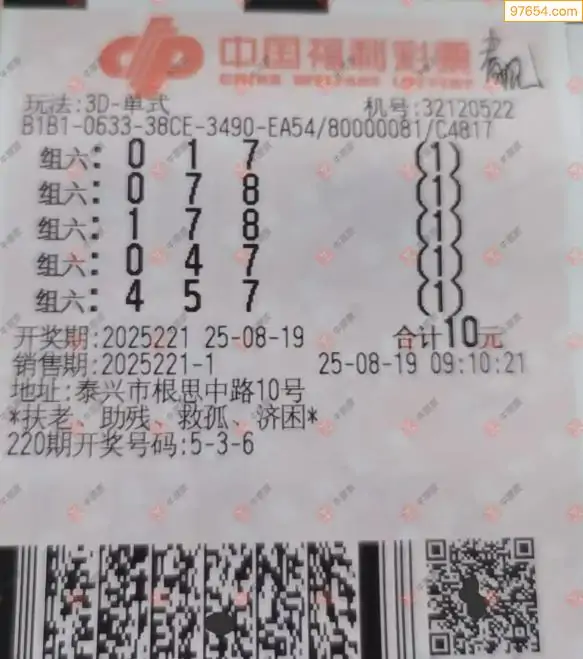 97654.com
中国福利彩票
CHINA WELFARE LOTTERY
玩法:3D-单式 机号:32120522
B1B1-0633-38CE-3490-EA54/80000081/C4817
组六: 0 1 7 (1)
组六: 0 7 8 (1)
组六: 1 7 8 (1)
组六: 0 4 7 (1)
组六: 4 5 7 (1)
开奖期:2025221 25-08-19 合计10元
销售期:2025221-1 25-08-19 09:10:21
地址:泰兴市根思中路10号
*扶老、助残、救孤、济困*
220期开奖号码:5-3-6